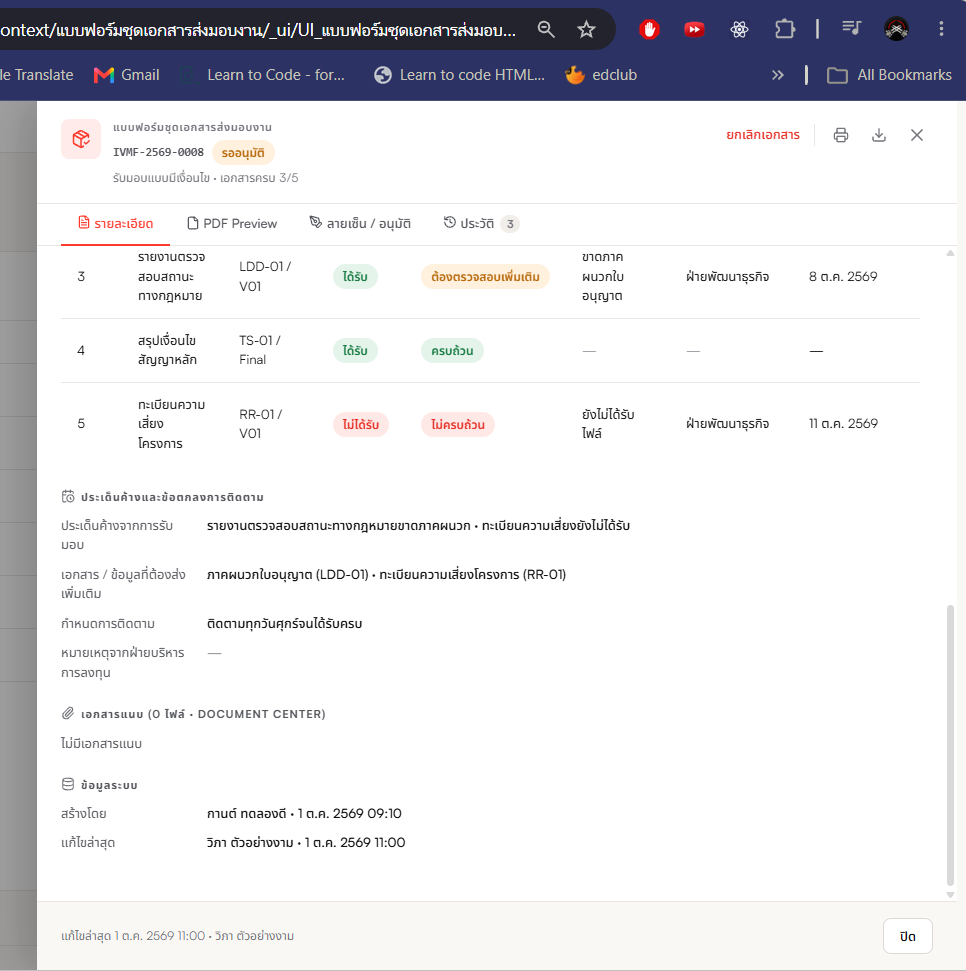 ontext/แบบฟอร์มชุดเอกสารส่งมอบงาน/_ui/UI_แบบฟอร์มชุดเอกสารส่งมอบ...
le Translate Gmail Learn to Code - for... Learn to code HTML... edclub » All Bookmarks
แบบฟอร์มชุดเอกสารส่งมอบงาน
IVMF-2569-0008 รออนุมัติ
รับมอบแบบมีเงื่อนไข • เอกสารครบ 3/5
ยกเลิกเอกสาร
รายละเอียด PDF Preview ลายเซ็น / อนุมัติ ประวัติ 3
3
รายงานตรวจ
สอบสถานะ
ทางกฎหมาย
LDD-01 /
V01
ได้รับ
ต้องตรวจสอบเพิ่มเติม
ขาดภาค
ผนวกใบ
อนุญาต
ฝ่ายพัฒนาธุรกิจ
8 ต.ค. 2569
4
สรุปเงื่อนไข
สัญญาหลัก
TS-01 /
Final
ได้รับ
ครบถ้วน
—
—
—
5
ทะเบียนความ
เสี่ยง
โครงการ
RR-01 /
V01
ไม่ได้รับ
ไม่ครบถ้วน
ยังไม่ได้รับ
ไฟล์
ฝ่ายพัฒนาธุรกิจ
11 ต.ค. 2569
ประเด็นค้างและข้อตกลงการติดตาม
ประเด็นค้างจากการรับ
มอบ
รายงานตรวจสอบสถานะทางกฎหมายขาดภาคผนวก • ทะเบียนความเสี่ยงยังไม่ได้รับ
เอกสาร / ข้อมูลที่ต้องส่ง
เพิ่มเติม
ภาคผนวกใบอนุญาต (LDD-01) • ทะเบียนความเสี่ยงโครงการ (RR-01)
กำหนดการติดตาม
ติดตามทุกวันศุกร์จนได้รับครบ
หมายเหตุจากฝ่ายบริหาร
การลงทุน
—
เอกสารแนบ (0 ไฟล์ • DOCUMENT CENTER)
ไม่มีเอกสารแนบ
ข้อมูลระบบ
สร้างโดย
กานต์ ทดลองดี • 1 ต.ค. 2569 09:10
แก้ไขล่าสุด
วิภา ตัวอย่างงาม • 1 ต.ค. 2569 11:00
แก้ไขล่าสุด 1 ต.ค. 2569 11:00 • วิภา ตัวอย่างงาม
ปิด